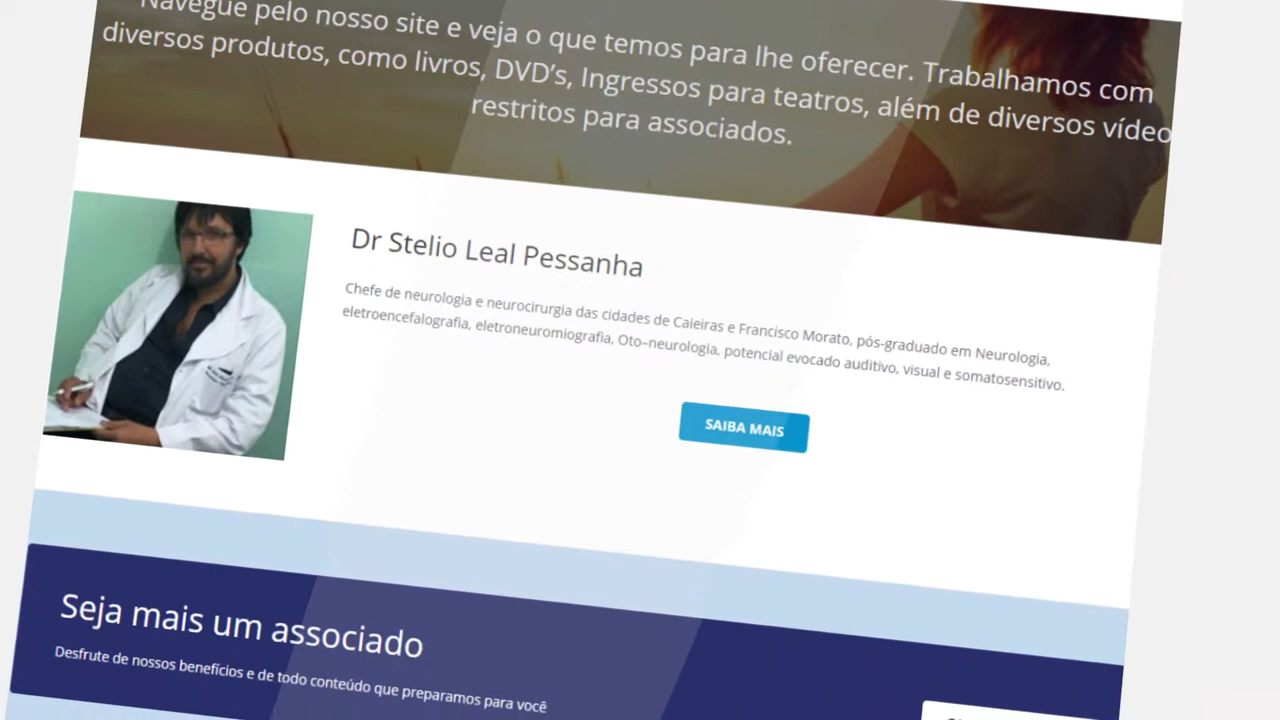 Navegue pelo nosso site e veja o que temos para lhe oferecer. Trabalhamos com
diversos produtos, como livros, DVD's, Ingressos para teatros, além de diversos vídeo
restritos para associados.
Dr Stelio Leal Pessanha
Chefe de neurologia e neurocirurgia das cidades de Caieiras e Francisco Morato, pós-graduado em Neurologia,
eletroencefalografia, eletroneuromiografia, Oto–neurologia, potencial evocado auditivo, visual e somatosensitivo.
SAIBA MAIS
Seja mais um associado
Desfrute de nossos benefícios e de todo conteúdo que preparamos para você